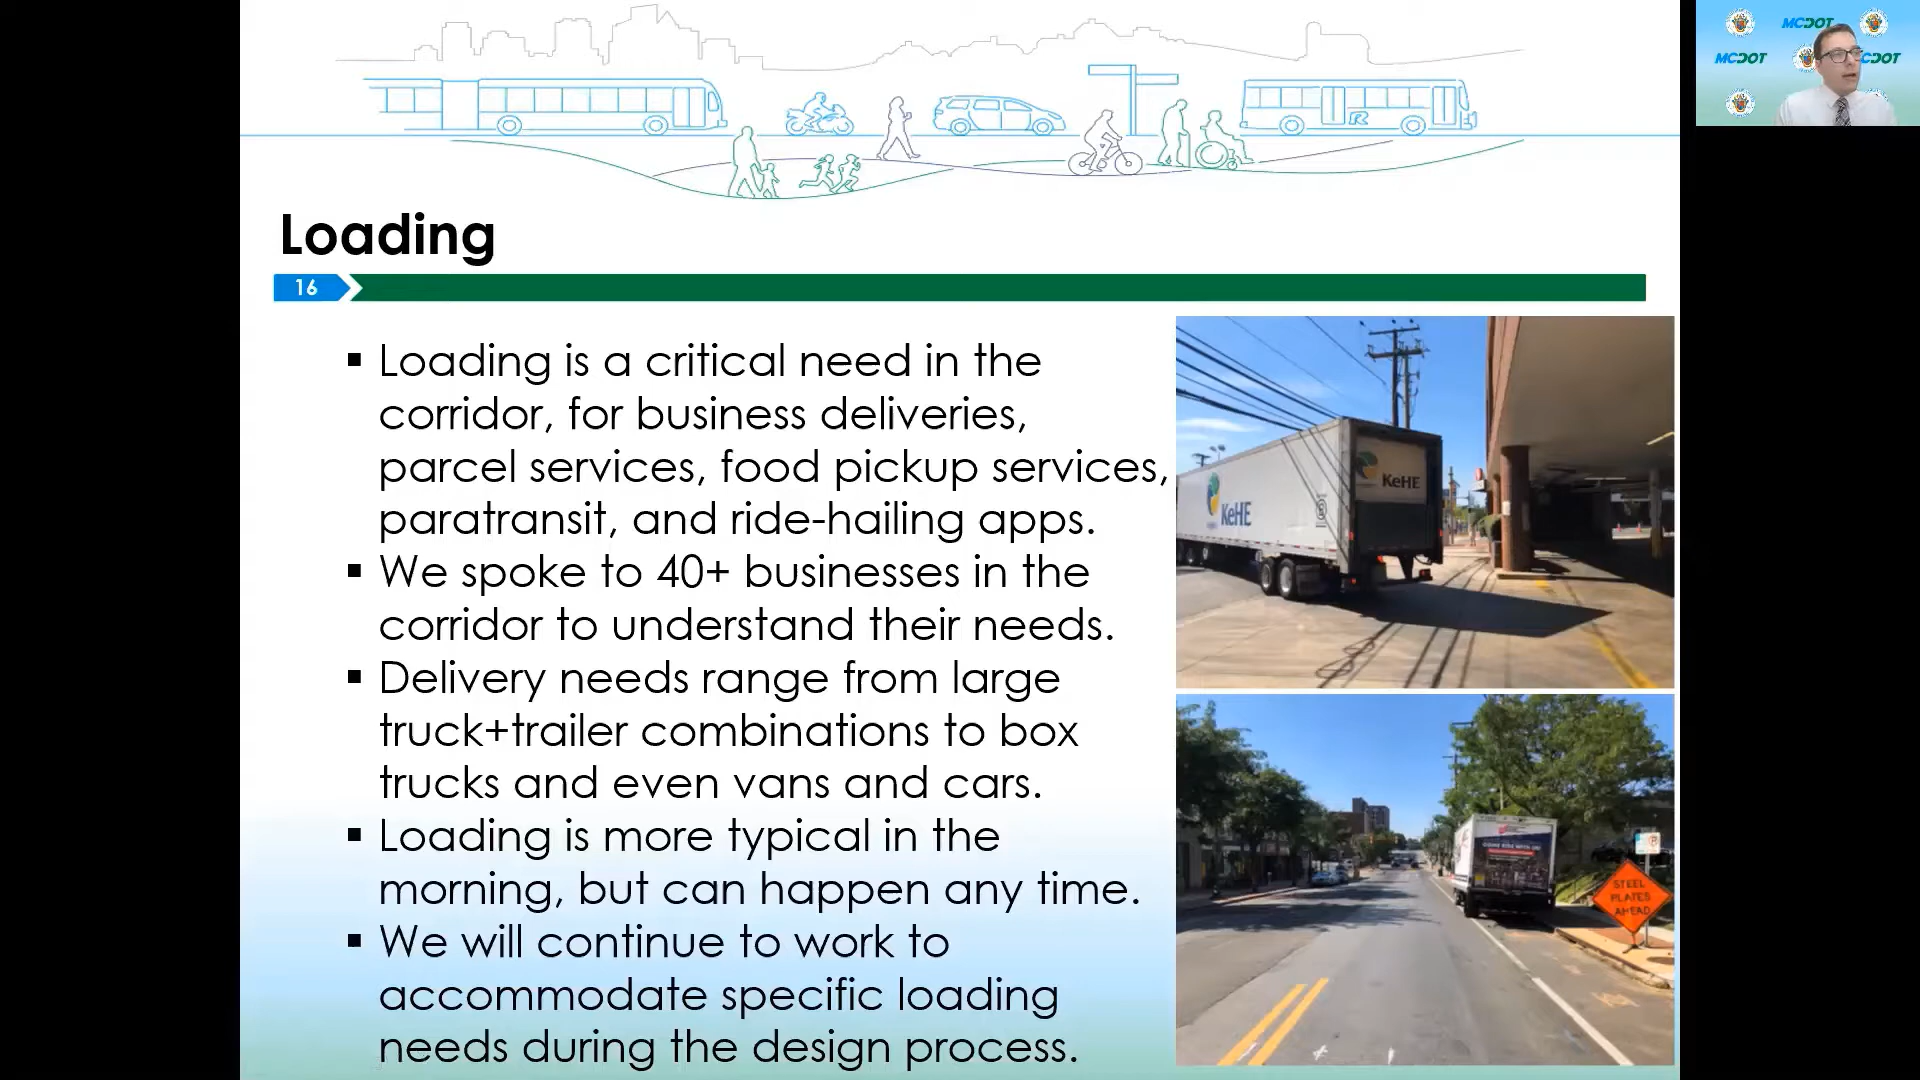 MCDOT
MCDOT
MCDOT
R
Loading
16
▪ Loading is a critical need in the
corridor, for business deliveries,
parcel services, food pickup services,
paratransit, and ride-hailing apps.
▪ We spoke to 40+ businesses in the
corridor to understand their needs.
▪ Delivery needs range from large
truck+trailer combinations to box
trucks and even vans and cars.
▪ Loading is more typical in the
morning, but can happen any time.
▪ We will continue to work to
accommodate specific loading
needs during the design process.
KeHE
KeHE
STEEL
PLATES
AHEAD